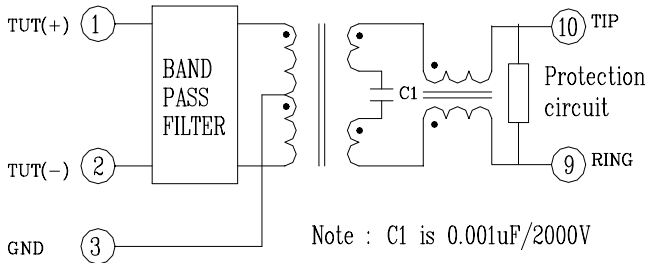 TUT(+) 1
BAND
PASS
FILTER
TUT(-) 2
GND 3
C1
10 TIP
Protection
circuit
9 RING
Note : C1 is 0.001uF/2000V